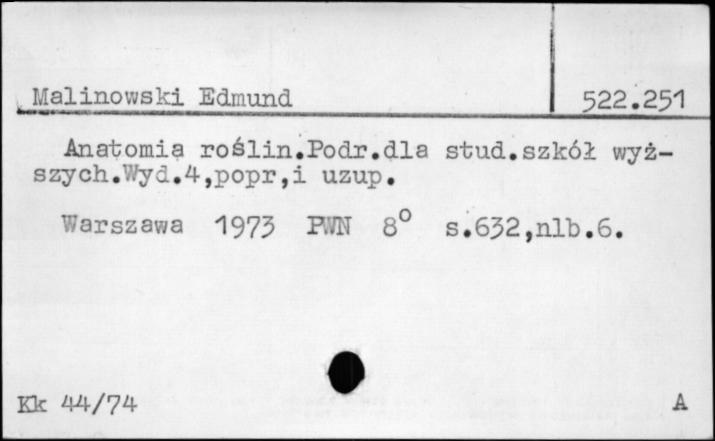 Malinowski Edmund 522.251
Anatomia roślin.Podr.dla stud.szkół wyż-
szych.Wyd.4,popr,i uzup.
Warszawa 1973 PWN 8° s.632,nlb.6.
Kk 44/74 A